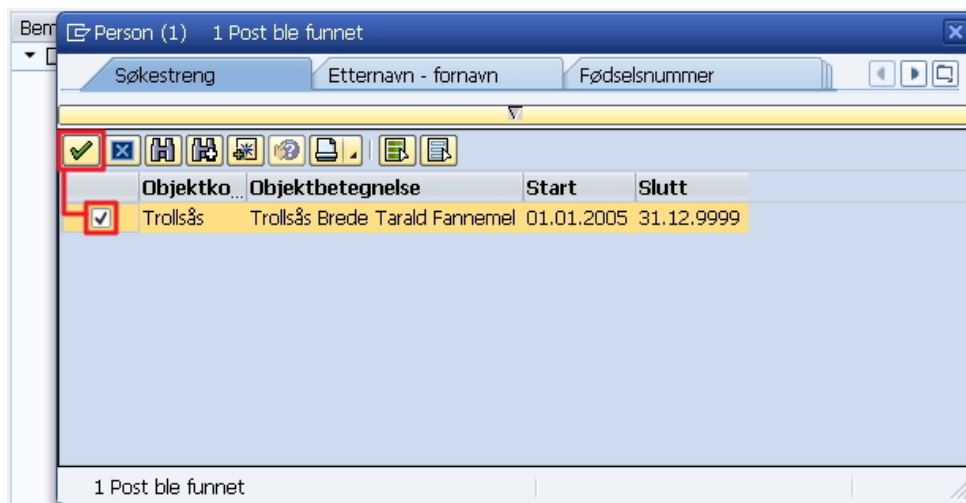 Bem
Person (1) 1 Post ble funnet
Søkestreng Etternavn - fornavn Fødselsnummer
Objektko... Objektbetegnelse Start Slutt
Trollsås Trollsås Brede Tarald Fannemel 01.01.2005 31.12.9999
1 Post ble funnet